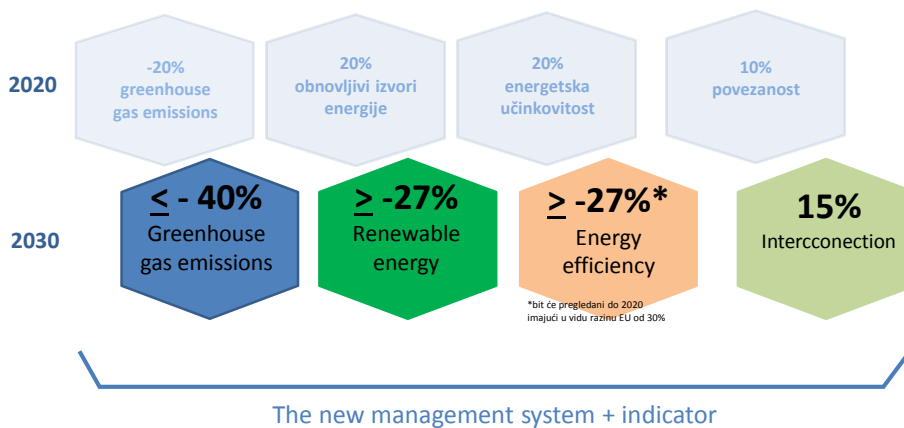 2020
-20%
greenhouse
gas emissions
20%
obnovljivi izvori
energije
20%
energetska
učinkovitost
10%
povezanost
2030
≤ - 40%
Greenhouse
gas emissions
≥ -27%
Renewable
energy
≥ -27%*
Energy
efficiency
*bit će pregledani do 2020
imajući u vidu razinu EU od 30%
15%
Intercconection
The new management system + indicator